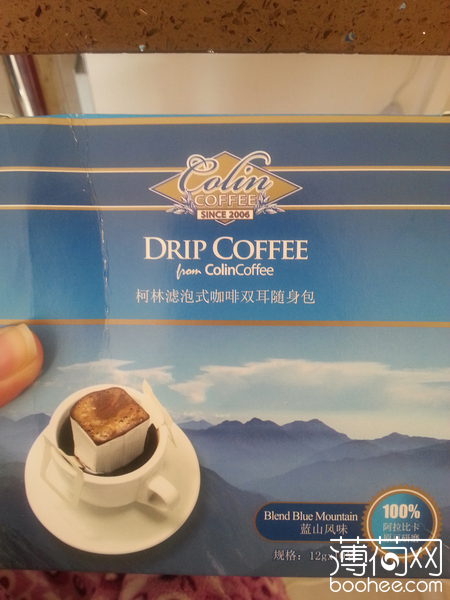 Colin
COFFEE
SINCE 2006
DRIP COFFEE
from ColinCoffee
柯林滤泡式咖啡双耳随身包
Blend Blue Mountain
蓝山风味
100%
阿拉比卡
规格：12g
薄荷网
boohee.com